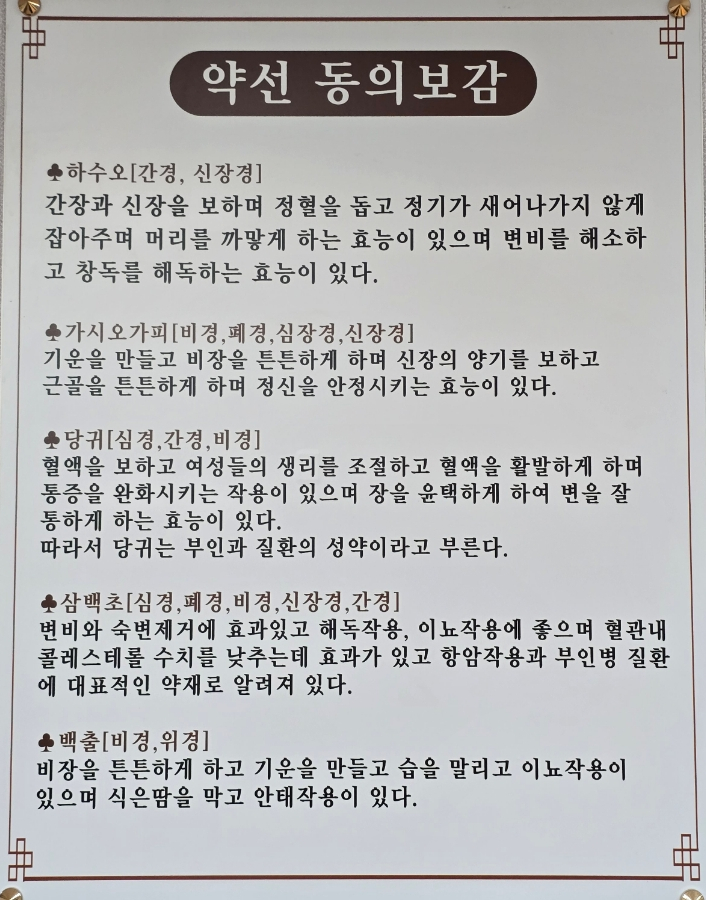 약선 동의보감
♣하수오[간경, 신장경]
간장과 신장을 보하며 정혈을 돕고 정기가 새어나가지 않게
잡아주며 머리를 까맣게 하는 효능이 있으며 변비를 해소하
고 창독를 해독하는 효능이 있다.
♣가시오가피[비경,폐경,심장경,신장경]
기운을 만들고 비장을 튼튼하게 하며 신장의 양기를 보하고
근골을 튼튼하게 하며 정신을 안정시키는 효능이 있다.
♣당귀[심경,간경,비경]
혈액을 보하고 여성들의 생리를 조절하고 혈액을 활발하게 하며
통증을 완화시키는 작용이 있으며 장을 윤택하게 하여 변을 잘
통하게 하는 효능이 있다.
따라서 당귀는 부인과 질환의 성약이라고 부른다.
♣삼백초[심경,폐경,비경,신장경,간경]
변비와 숙변제거에 효과있고 해독작용, 이뇨작용에 좋으며 혈관내
콜레스테롤 수치를 낮추는데 효과가 있고 항암작용과 부인병 질환
에 대표적인 약재로 알려져 있다.
♣백출[비경,위경]
비장을 튼튼하게 하고 기운을 만들고 습을 말리고 이뇨작용이
있으며 식은땀을 막고 안태작용이 있다.